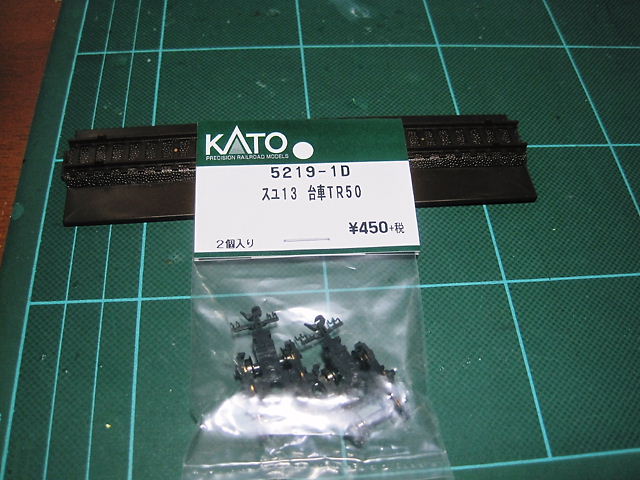 KATO
PRECISION RAILROAD MODELS
5219-1D
スユ13 台車TR50
¥450+税
2個入り